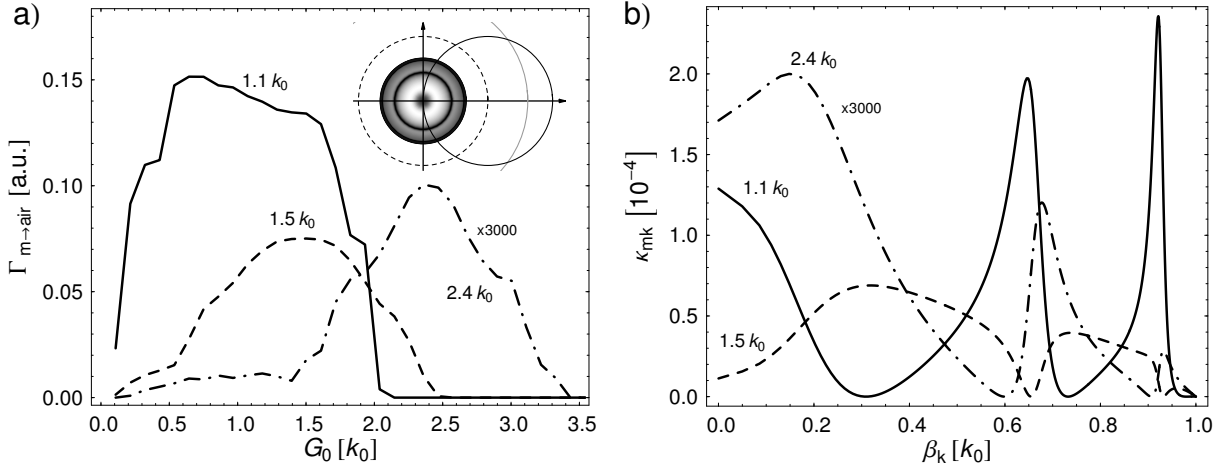 a)
Γ m→air [a.u.]
0.15
0.10
0.05
0.00
1.1 k0
1.5 k0
x3000
2.4 k0
0.0 0.5 1.0 1.5 2.0 2.5 3.0 3.5
G0 [k0]
b)
κmk [10−4]
2.0
1.5
1.0
0.5
0.0
2.4 k0
x3000
1.1 k0
1.5 k0
0.0 0.2 0.4 0.6 0.8 1.0
βk [k0]